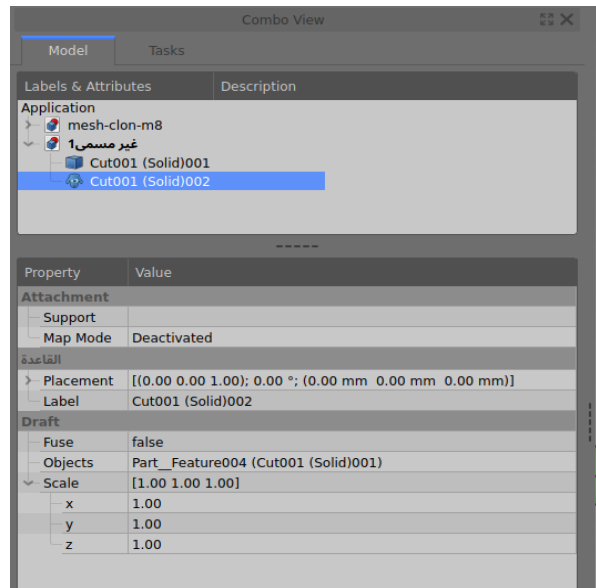 Combo View
Model Tasks
Labels & Attributes Description
Application
mesh-clon-m8
غير مسمى1
Cut001 (Solid)001
Cut001 (Solid)002
Property Value
Attachment
Support
Map Mode Deactivated
القاعدة
Placement [(0.00 0.00 1.00); 0.00 °; (0.00 mm 0.00 mm 0.00 mm)]
Label Cut001 (Solid)002
Draft
Fuse false
Objects Part__Feature004 (Cut001 (Solid)001)
Scale [1.00 1.00 1.00]
x 1.00
y 1.00
z 1.00